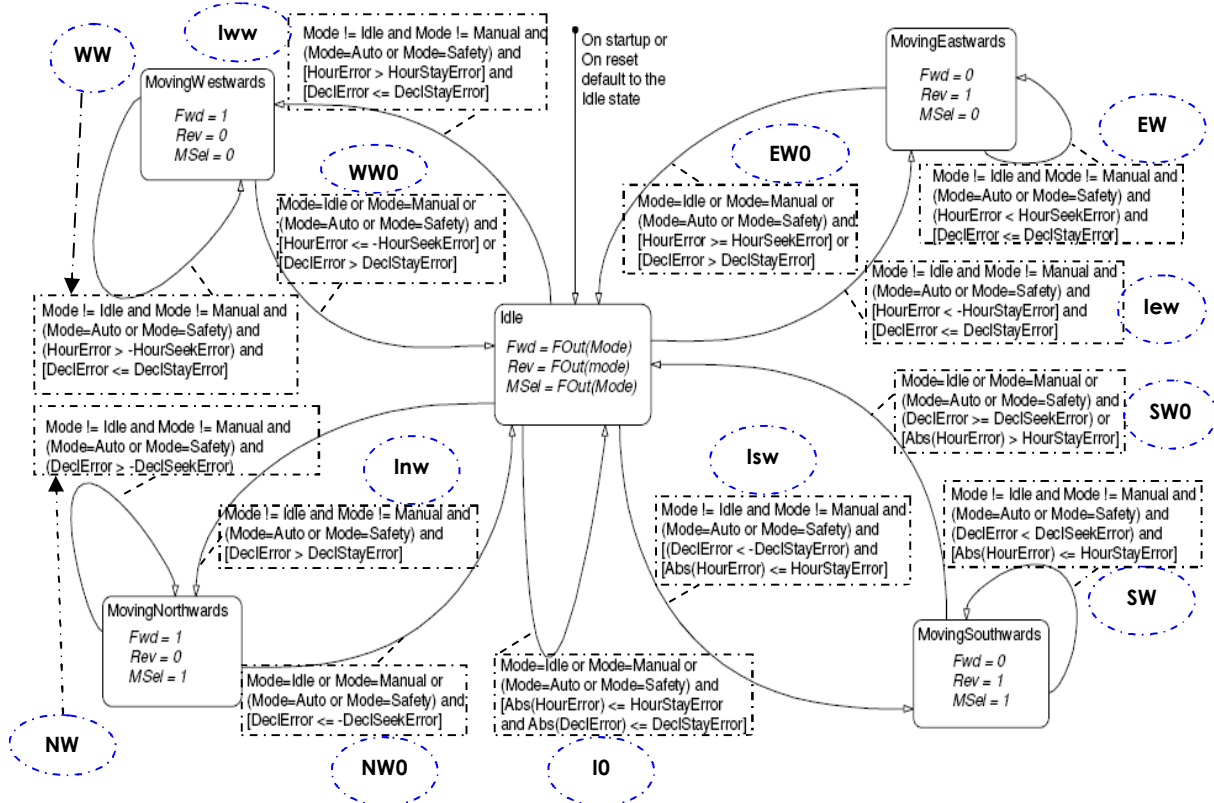 Iww
WW
Mode != Idle and Mode != Manual and
(Mode=Auto or Mode=Safety) and
[HourError > HourStayError] and
[DeclError <= DeclStayError]
On startup or
On reset
default to the
Idle state
MovingWestwards
Fwd = 1
Rev = 0
MSel = 0
MovingEastwards
Fwd = 0
Rev = 1
MSel = 0
EW
EW0
WW0
Mode != Idle and Mode != Manual and
(Mode=Auto or Mode=Safety) and
(HourError < HourSeekError) and
[DeclError <= DeclStayError]
Mode=Idle or Mode=Manual or
(Mode=Auto or Mode=Safety) and
[HourError <= -HourSeekError] or
[DeclError > DeclStayError]
Mode=Idle or Mode=Manual or
(Mode=Auto or Mode=Safety) and
[HourError >= HourSeekError] or
[DeclError > DeclStayError]
Mode != Idle and Mode != Manual and
(Mode=Auto or Mode=Safety) and
[HourError < -HourStayError] and
[DeclError <= DeclStayError]
Iew
Mode != Idle and Mode != Manual and
(Mode=Auto or Mode=Safety) and
(HourError > -HourSeekError) and
[DeclError <= DeclStayError]
Idle
Fwd = FOut(Mode)
Rev = FOut(mode)
MSel = FOut(Mode)
Mode=Idle or Mode=Manual or
(Mode=Auto or Mode=Safety) and
(DeclError >= DeclSeekError) or
[Abs(HourError) > HourStayError]
SW0
Mode != Idle and Mode != Manual and
(Mode=Auto or Mode=Safety) and
(DeclError > -DeclSeekError)
Inw
Isw
Mode != Idle and Mode != Manual and
(Mode=Auto or Mode=Safety) and
[DeclError > DeclStayError]
Mode != Idle and Mode != Manual and
(Mode=Auto or Mode=Safety) and
[(DeclError < -DeclStayError) and
[Abs(HourError) <= HourStayError]
Mode != Idle and Mode != Manual and
(Mode=Auto or Mode=Safety) and
(DeclError < DeclSeekError) and
[Abs(HourError) <= HourStayError]
SW
MovingNorthwards
Fwd = 1
Rev = 0
MSel = 1
MovingSouthwards
Fwd = 0
Rev = 1
MSel = 1
Mode=Idle or Mode=Manual or
(Mode=Auto or Mode=Safety) and
[DeclError <= -DeclSeekError]
Mode=Idle or Mode=Manual or
(Mode=Auto or Mode=Safety) and
[Abs(HourError) <= HourStayError
and Abs(DeclError) <= DeclStayError]
NW
NW0
I0